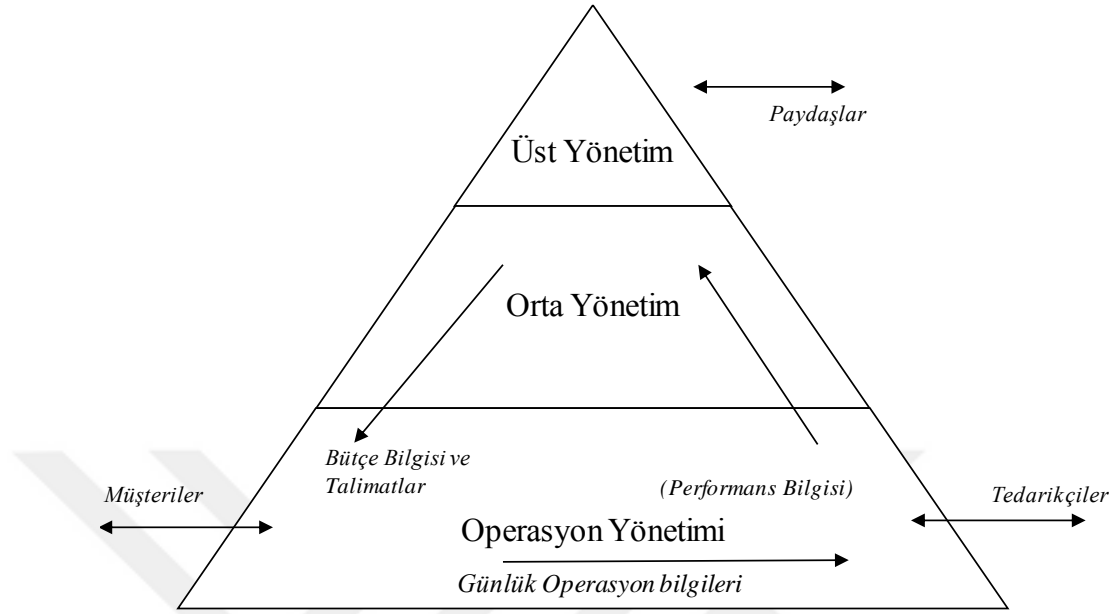 Paydaşlar
Üst Yönetim
Orta Yönetim
Bütçe Bilgisi ve
Talimatlar
Müşteriler
(Performans Bilgisi)
Tedarikçiler
Operasyon Yönetimi
Günlük Operasyon bilgileri